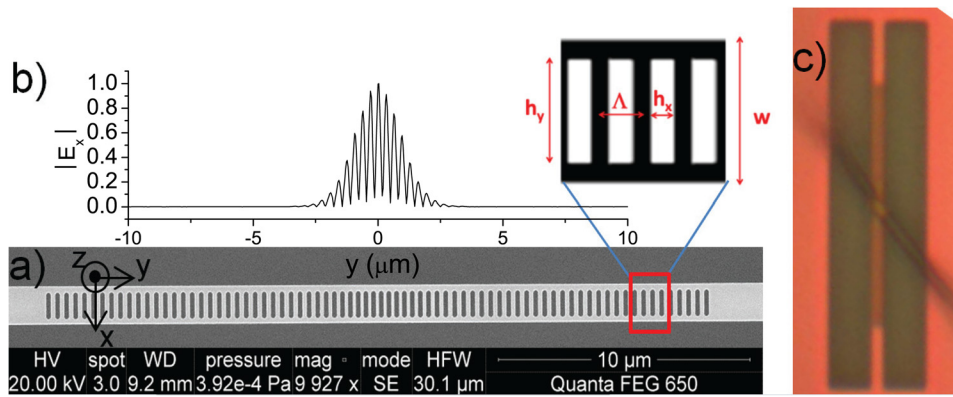 b)
|Eₓ|
1.0
0.8
0.6
0.4
0.2
0.0
-10 -5 0 5 10
y (μm)
hᵧ
Λ
hₓ
w
c)
a)
z
y
x
HV spot WD pressure mag ▫ mode HFW
20.00 kV 3.0 9.2 mm 3.92e-4 Pa 9 927 x SE 30.1 μm
10 μm
Quanta FEG 650